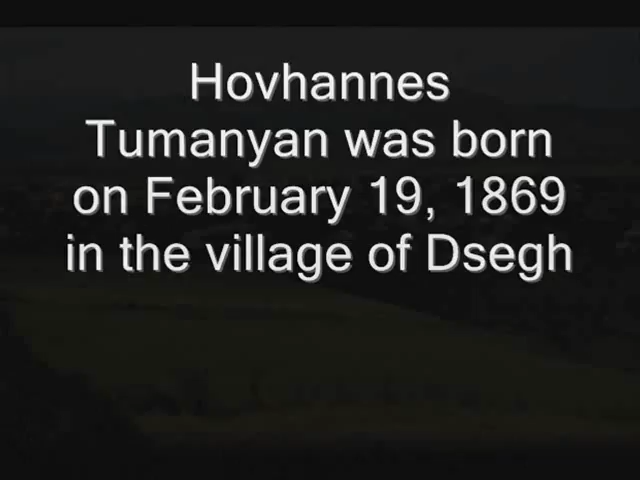 Hovhannes
Tumanyan was born
on February 19, 1869
in the village of Dsegh